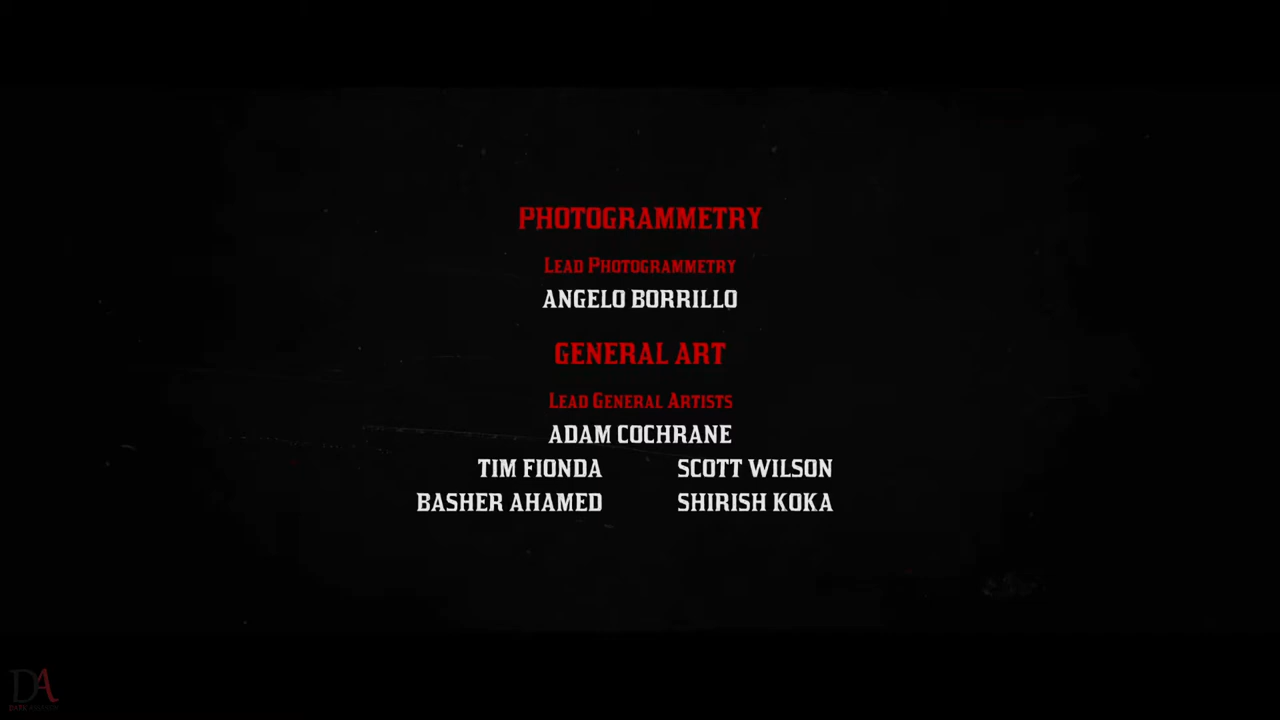 PHOTOGRAMMETRY
LEAD PHOTOGRAMMETRY
ANGELO BORRILLO
GENERAL ART
LEAD GENERAL ARTISTS
ADAM COCHRANE
TIM FIONDA SCOTT WILSON
BASHER AHAMED SHIRISH KOKA
DA